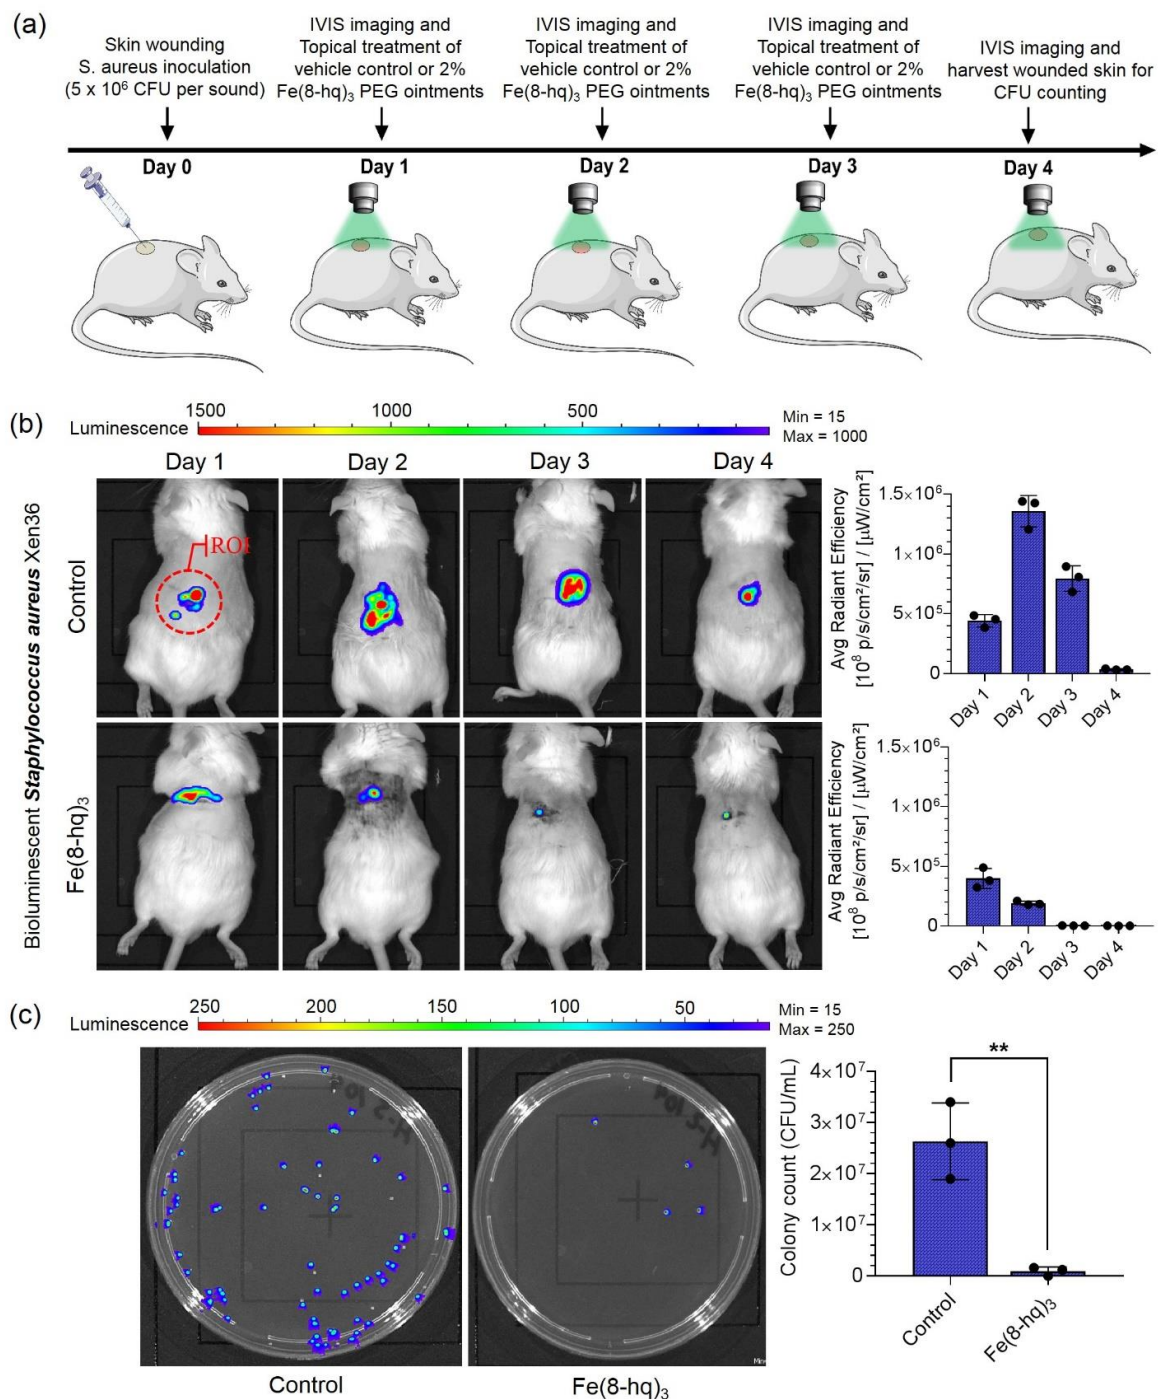 (a)
Skin wounding
S. aureus inoculation
(5 x 10⁶ CFU per sound)
IVIS imaging and
Topical treatment of
vehicle control or 2%
Fe(8-hq)₃ PEG ointments
IVIS imaging and
Topical treatment of
vehicle control or 2%
Fe(8-hq)₃ PEG ointments
IVIS imaging and
Topical treatment of
vehicle control or 2%
Fe(8-hq)₃ PEG ointments
IVIS imaging and
harvest wounded skin for
CFU counting
Day 0
Day 1
Day 2
Day 3
Day 4
(b)
Luminescence
1500
1000
500
Min = 15
Max = 1000
Bioluminescent Staphylococcus aureus Xen36
Day 1
Day 2
Day 3
Day 4
Control
ROI
Fe(8-hq)₃
Avg Radiant Efficiency
[10⁸ p/s/cm²/sr] / [µW/cm²]
1.5×10⁶
1×10⁶
5×10⁵
0
Day 1
Day 2
Day 3
Day 4
Avg Radiant Efficiency
[10⁸ p/s/cm²/sr] / [µW/cm²]
1.5×10⁶
1×10⁶
5×10⁵
0
Day 1
Day 2
Day 3
Day 4
(c)
Luminescence
250
200
150
100
50
Min = 15
Max = 250
Control
Fe(8-hq)₃
Colony count (CFU/mL)
4×10⁷
3×10⁷
2×10⁷
1×10⁷
0
**
Control
Fe(8-hq)₃